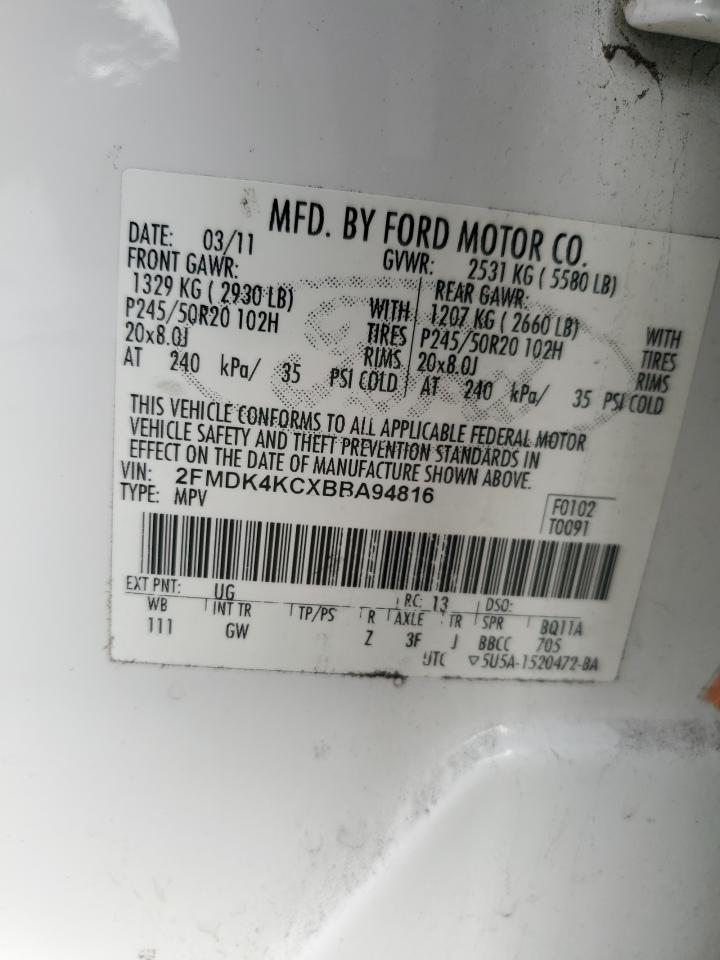 MFD. BY FORD MOTOR CO.
DATE: 03/11
GVWR: 2531 KG ( 5580 LB)
FRONT GAWR:
1329 KG ( 2930 LB) WITH
P245/50R20 102H TIRES
20x8.0J RIMS
AT 240 kPa/ 35 PSI COLD
REAR GAWR:
1207 KG ( 2660 LB) WITH
P245/50R20 102H TIRES
20x8.0J RIMS
AT 240 kPa/ 35 PSI COLD
THIS VEHICLE CONFORMS TO ALL APPLICABLE FEDERAL MOTOR
VEHICLE SAFETY AND THEFT PREVENTION STANDARDS IN
EFFECT ON THE DATE OF MANUFACTURE SHOWN ABOVE.
VIN: 2FMDK4KCXBBA94816
TYPE: MPV
F0102
T0091
EXT PNT: UG RC: 13 DSO:
WB INT TR TP/PS R AXLE TR SPR BQ11A
111 GW Z 3F J BBCC 705
UTC ▽5U5A-1520472-BA